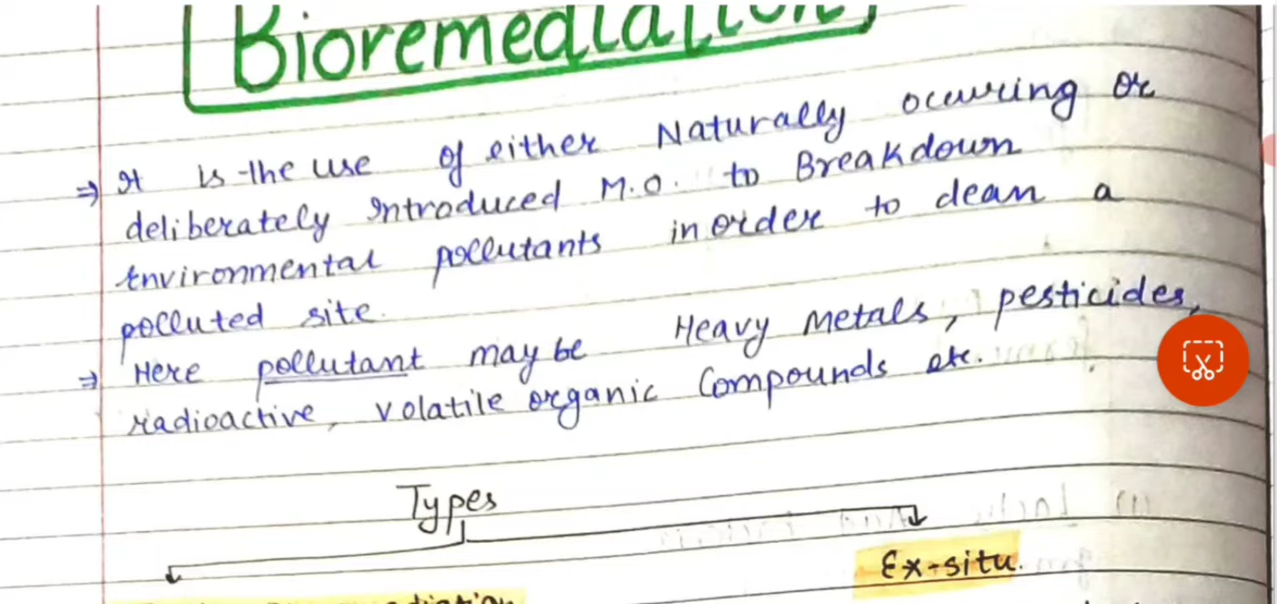 Bioremediation
⇒ It is the use of either Naturally ocuuring or
deliberately Introduced M.O. to Breakdown
Environmental pollutants in order to clean a
polluted site.
⇒ Here pollutant may be Heavy Metals, pesticides,
radioactive, volatile organic Compounds etc.
Types
Ex-situ.